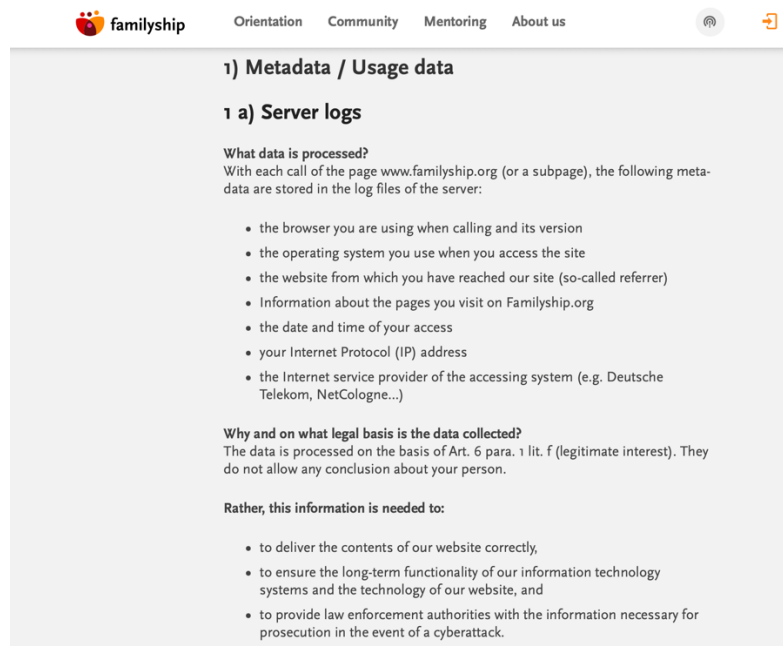 familyship Orientation Community Mentoring About us
1) Metadata / Usage data
1 a) Server logs
What data is processed?
With each call of the page www.familyship.org (or a subpage), the following meta-
data are stored in the log files of the server:
• the browser you are using when calling and its version
• the operating system you use when you access the site
• the website from which you have reached our site (so-called referrer)
• Information about the pages you visit on Familyship.org
• the date and time of your access
• your Internet Protocol (IP) address
• the Internet service provider of the accessing system (e.g. Deutsche
Telekom, NetCologne...)
Why and on what legal basis is the data collected?
The data is processed on the basis of Art. 6 para. 1 lit. f (legitimate interest). They
do not allow any conclusion about your person.
Rather, this information is needed to:
• to deliver the contents of our website correctly,
• to ensure the long-term functionality of our information technology
systems and the technology of our website, and
• to provide law enforcement authorities with the information necessary for
prosecution in the event of a cyberattack.